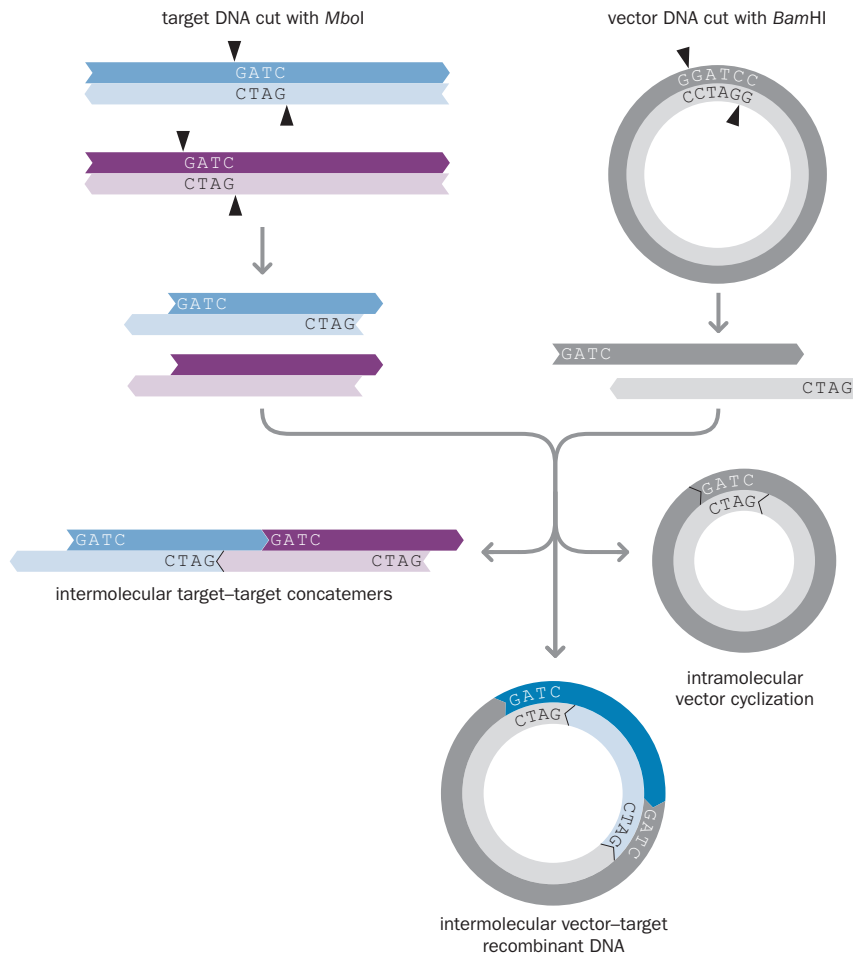 target DNA cut with MboI
vector DNA cut with BamHI
GATC
CTAG
GGATCC
CCTAGG
GATC
CTAG
GATC
CTAG
GATC
CTAG
GATC
CTAG
GATC
CTAG
GATC
CTAG
GATC
CTAG
intermolecular target–target concatemers
intramolecular
vector cyclization
GATC
CTAG
CTAG
GATC
intermolecular vector–target
recombinant DNA